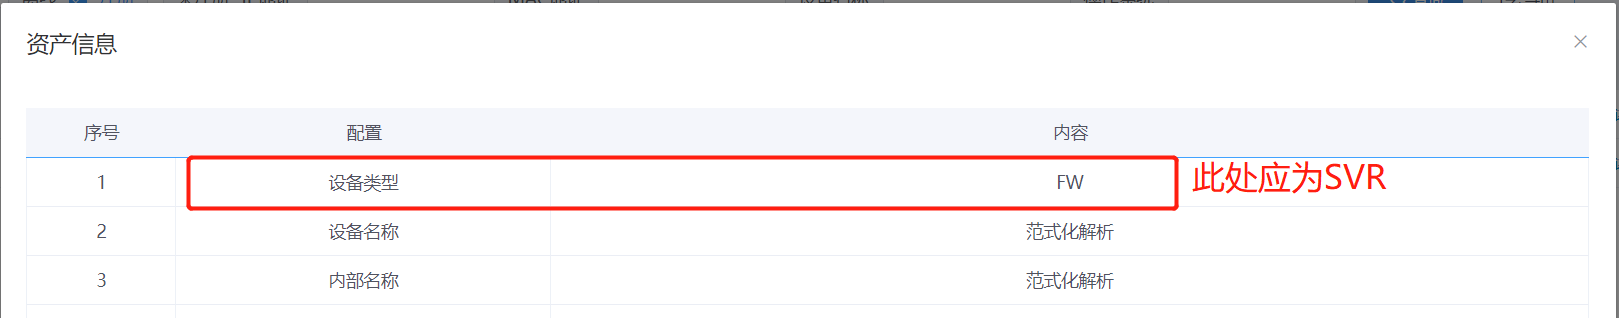 资产信息
序号 配置 内容
1 设备类型 FW 此处应为SVR
2 设备名称 范式化解析
3 内部名称 范式化解析